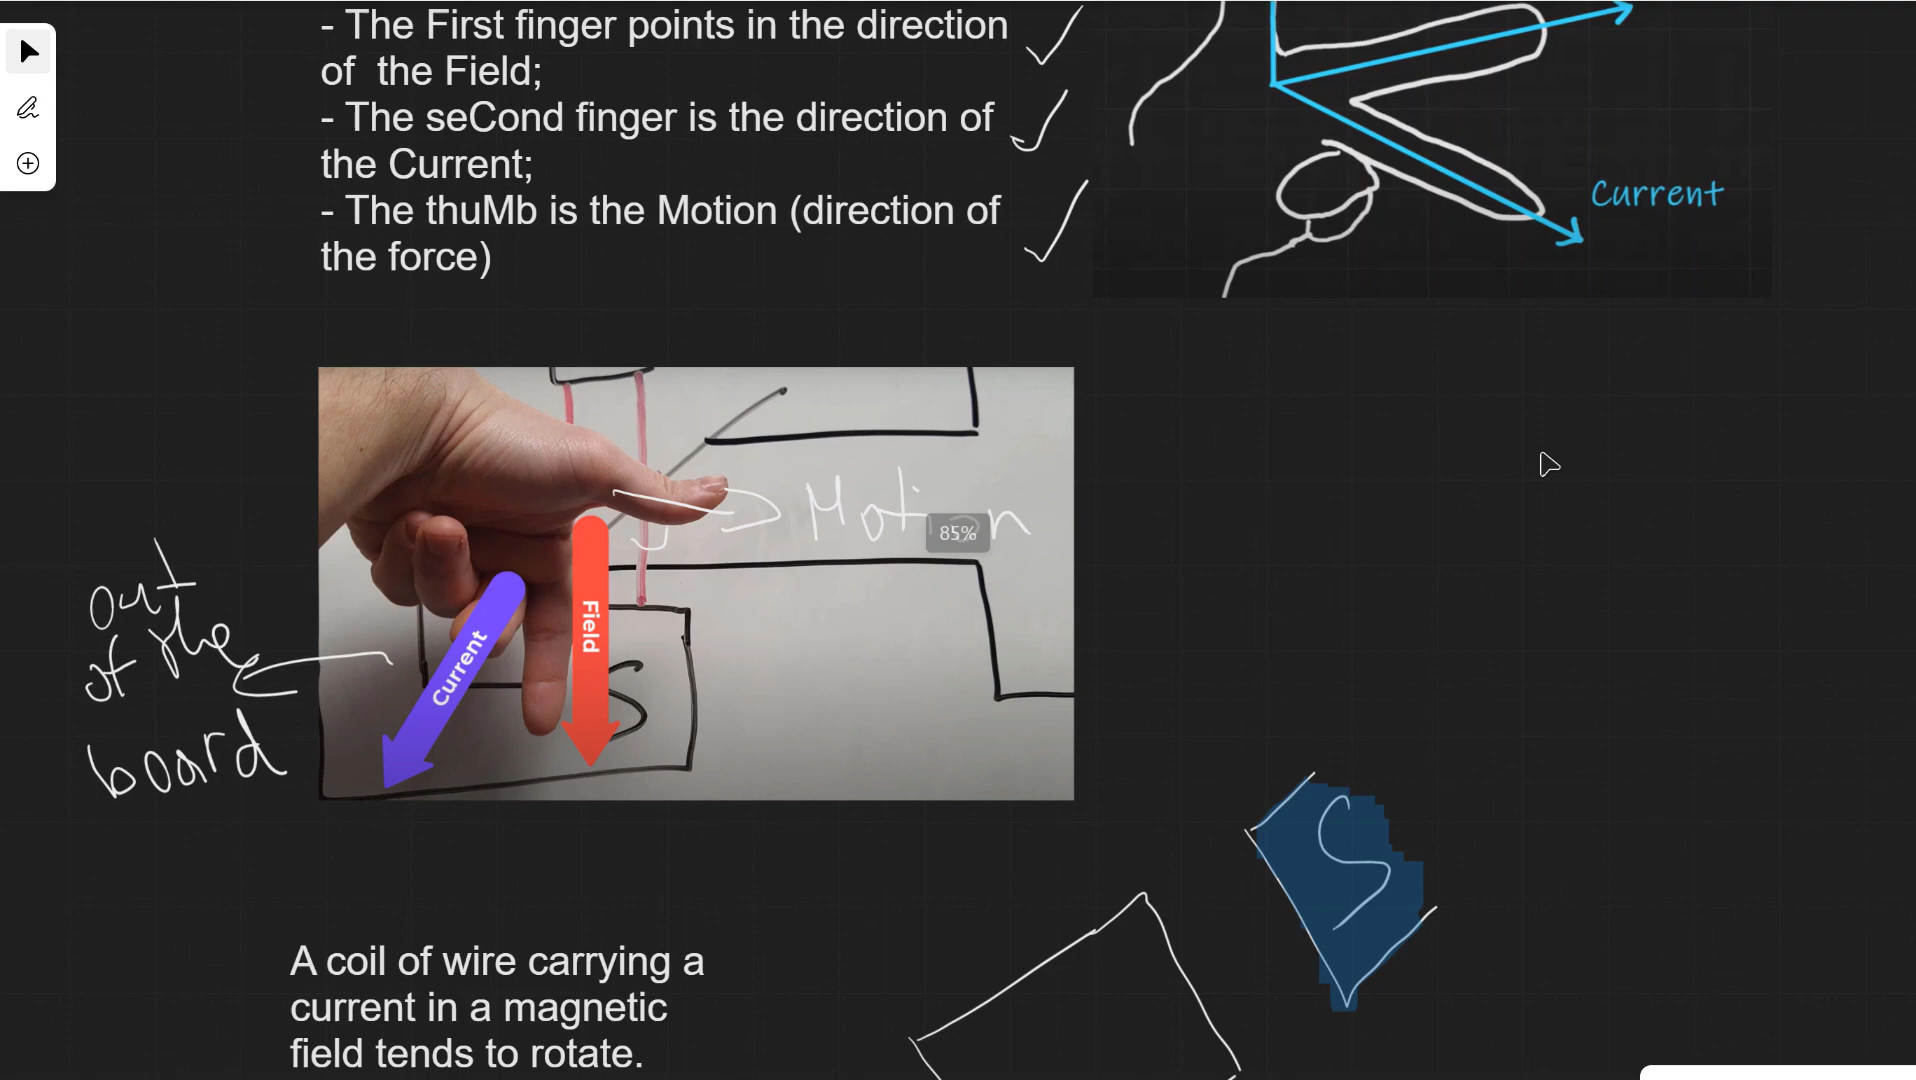 - The First finger points in the direction
of the Field;
- The seCond finger is the direction of
the Current;
- The thuMb is the Motion (direction of
the force)
Current
Motion
85%
out
of the
board
Field
Current
S
S
A coil of wire carrying a
current in a magnetic
field tends to rotate.